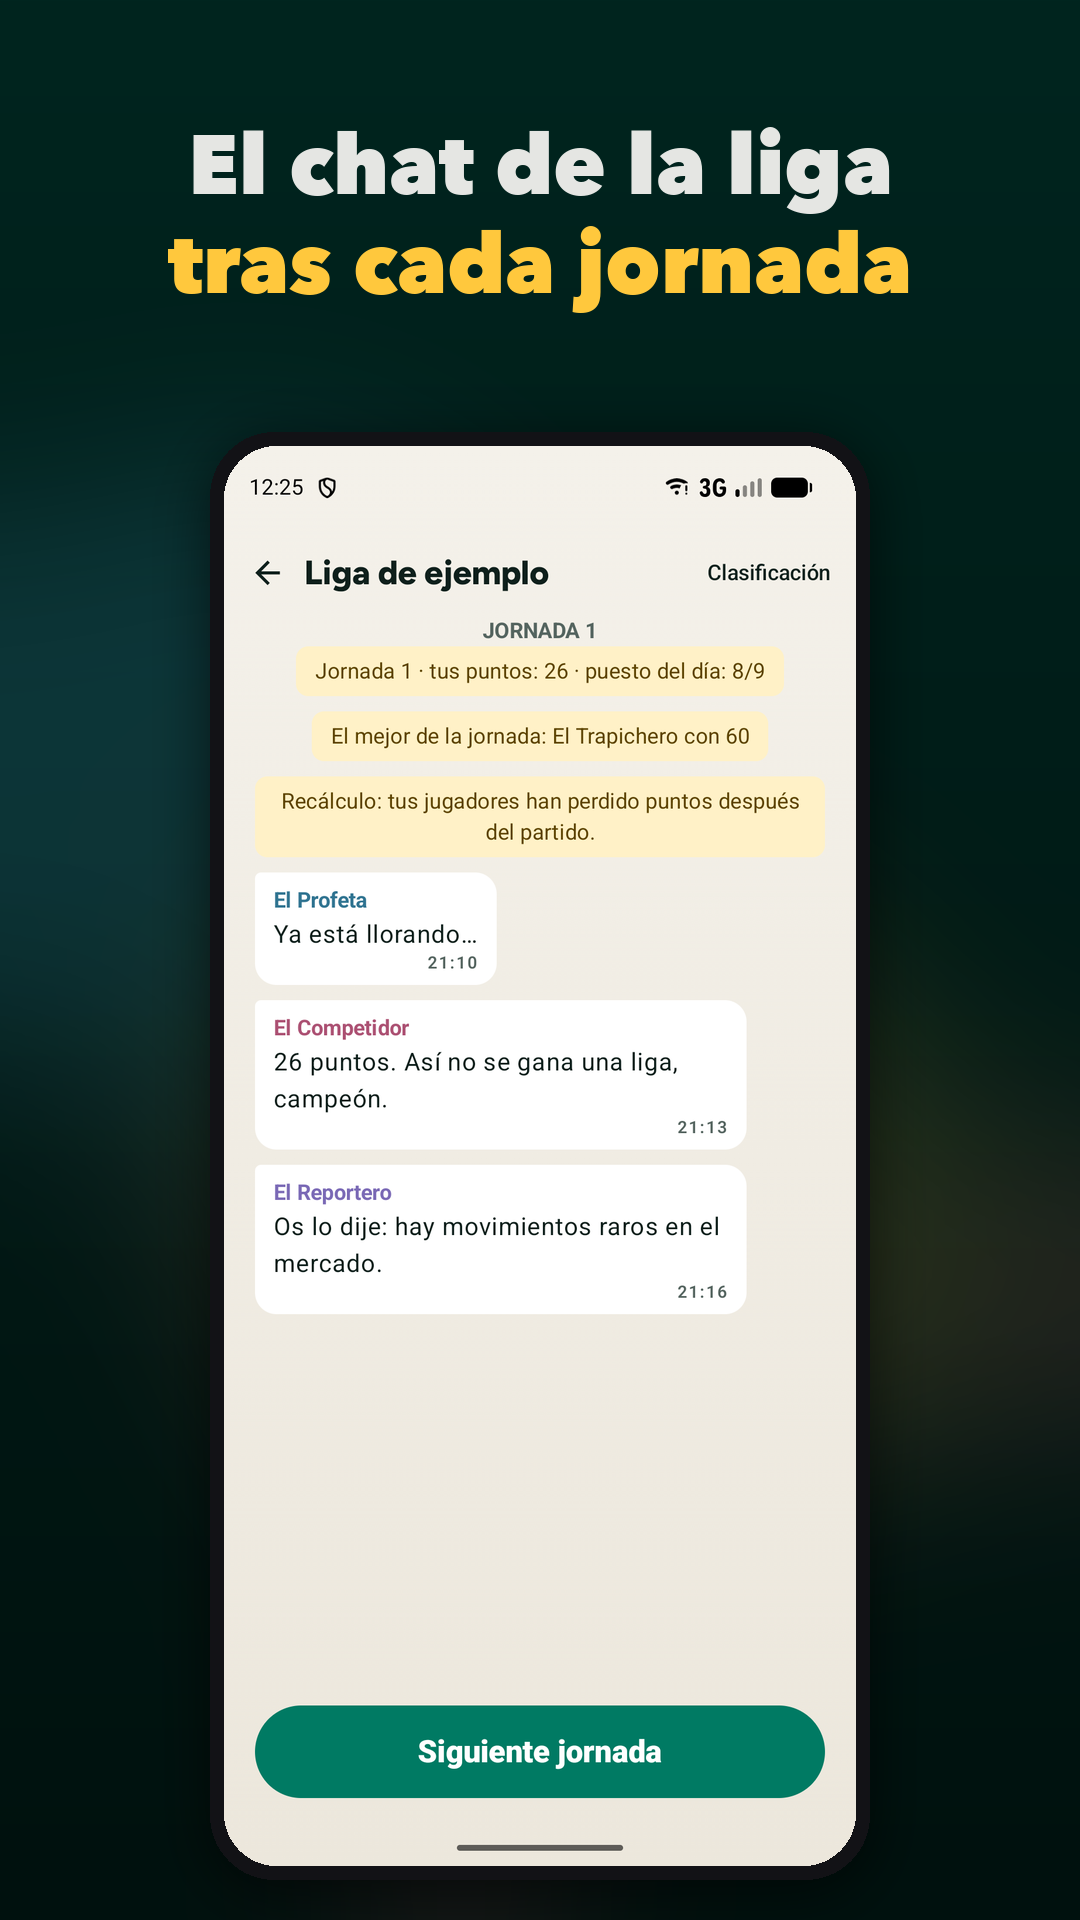 El chat de la liga
tras cada jornada
12:25
3G
Liga de ejemplo
Clasificación
JORNADA 1
Jornada 1 · tus puntos: 26 · puesto del día: 8/9
El mejor de la jornada: El Trapichero con 60
Recálculo: tus jugadores han perdido puntos después
del partido.
El Profeta
Ya está llorando…
21:10
El Competidor
26 puntos. Así no se gana una liga,
campeón.
21:13
El Reportero
Os lo dije: hay movimientos raros en el
mercado.
21:16
Siguiente jornada